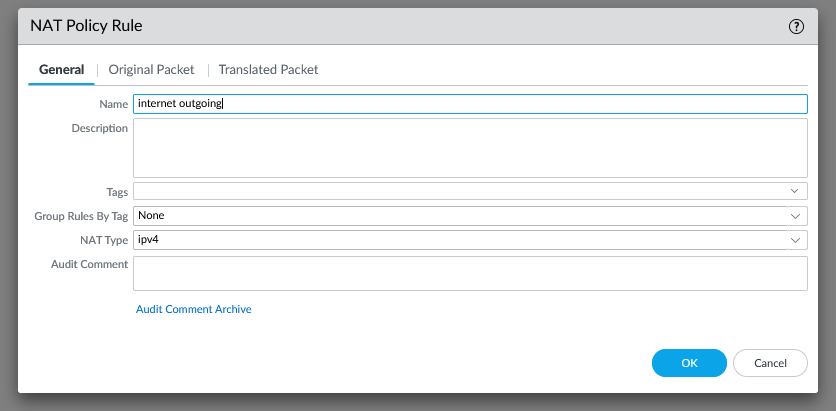 NAT Policy Rule
General Original Packet Translated Packet
Name internet outgoing
Description
Tags
Group Rules By Tag None
NAT Type ipv4
Audit Comment
Audit Comment Archive
OK Cancel